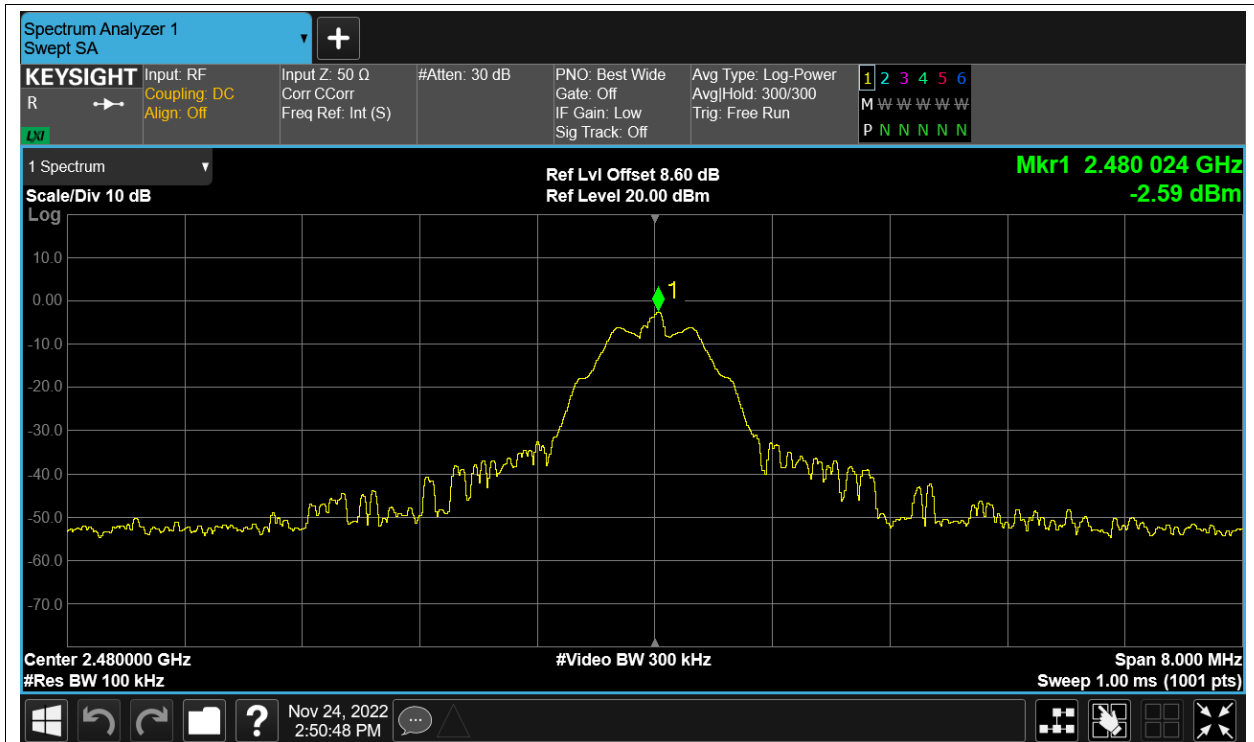 Spectrum Analyzer 1
Swept SA
+
KEYSIGHT
R
LXI
Input: RF
Coupling: DC
Align: Off
Input Z: 50 Ω
Corr CCorr
Freq Ref: Int (S)
#Atten: 30 dB
PNO: Best Wide
Gate: Off
IF Gain: Low
Sig Track: Off
Avg Type: Log-Power
Avg|Hold: 300/300
Trig: Free Run
1 2 3 4 5 6
M W W W W W
P N N N N N
1 Spectrum
Scale/Div 10 dB
Log
Ref Lvl Offset 8.60 dB
Ref Level 20.00 dBm
Mkr1 2.480 024 GHz
-2.59 dBm
1
10.0
0.00
-10.0
-20.0
-30.0
-40.0
-50.0
-60.0
-70.0
Center 2.480000 GHz
#Res BW 100 kHz
#Video BW 300 kHz
Span 8.000 MHz
Sweep 1.00 ms (1001 pts)
?
Nov 24, 2022
2:50:48 PM